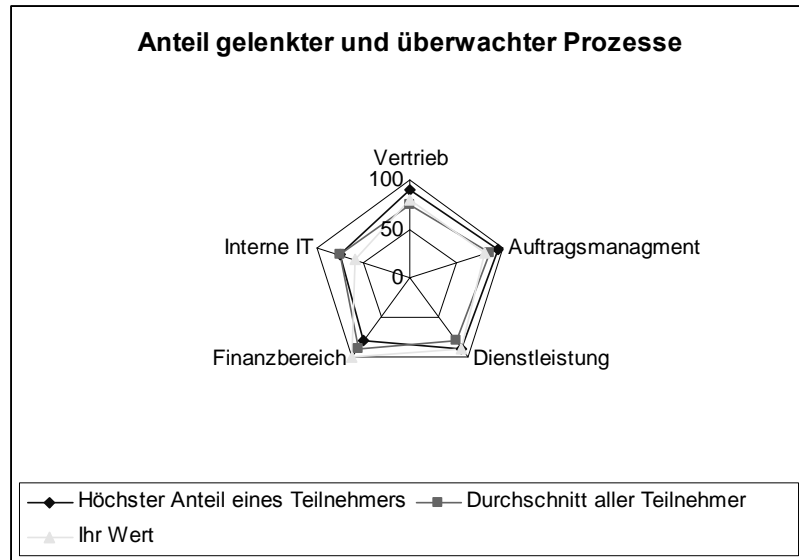 Anteil gelenkter und überwachter Prozesse
Vertrieb
100
50
0
Interne IT
Auftragsmanagment
Finanzbereich
Dienstleistung
Höchster Anteil eines Teilnehmers
Durchschnitt aller Teilnehmer
Ihr Wert